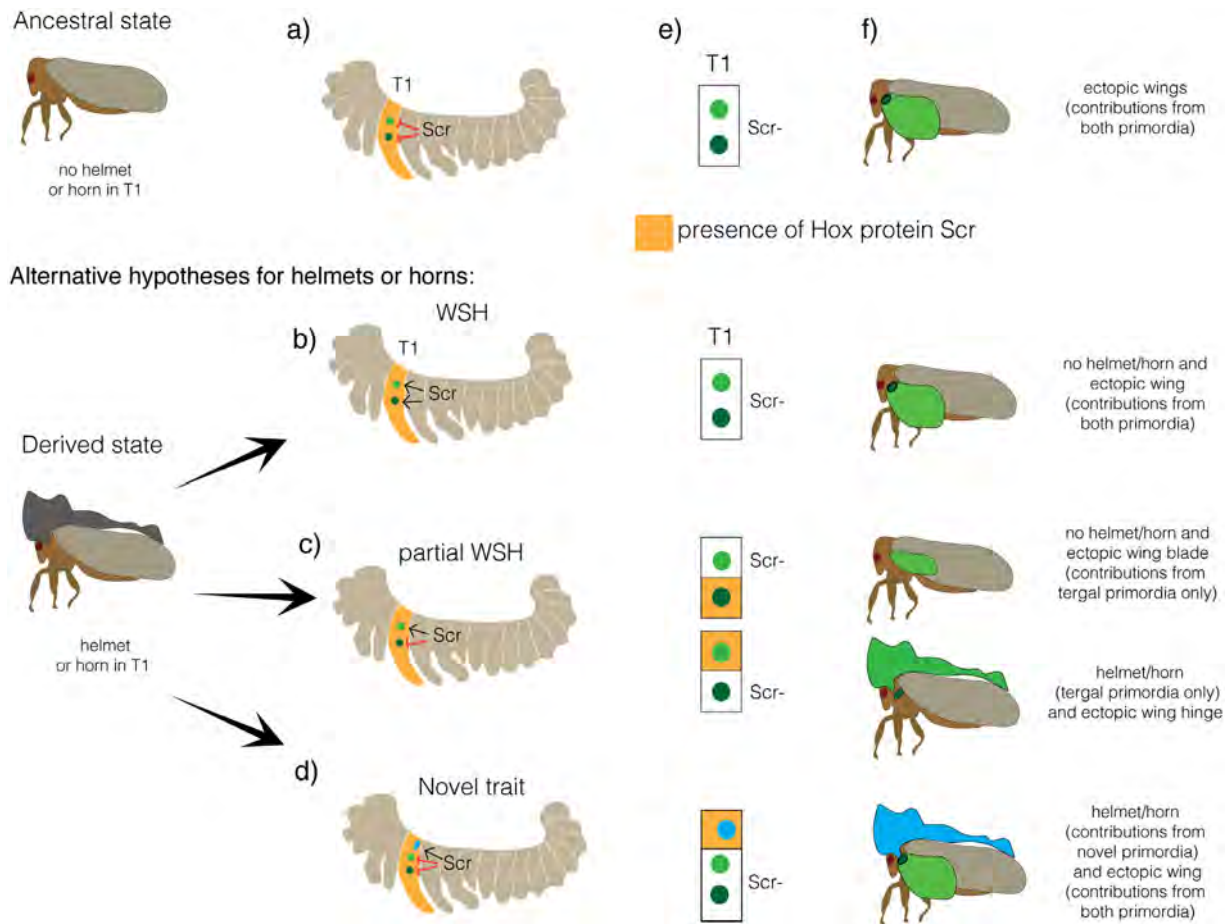 Ancestral state
no helmet
or horn in T1
a)
T1
Scr
e)
T1
Scr-
f)
ectopic wings
(contributions from
both primordia)
presence of Hox protein Scr
Alternative hypotheses for helmets or horns:
Derived state
helmet
or horn in T1
WSH
b)
T1
Scr
T1
Scr-
no helmet/horn and
ectopic wing
(contributions from
both primordia)
partial WSH
c)
Scr
Scr-
no helmet/horn and
ectopic wing blade
(contributions from
tergal primordia only)
Scr-
helmet/horn
(tergal primordia only)
and ectopic wing hinge
d)
Novel trait
Scr
Scr-
helmet/horn
(contributions from
novel primordia)
and ectopic wing
(contributions from
both primordia)